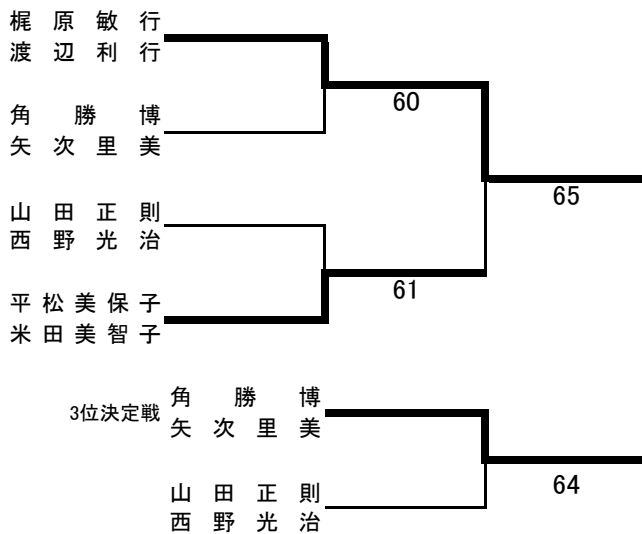 梶原敏行
渡辺利行
60
角勝博
矢次里美
65
山田正則
西野光治
61
平松美保子
米田美智子
3位決定戦
角勝博
矢次里美
64
山田正則
西野光治